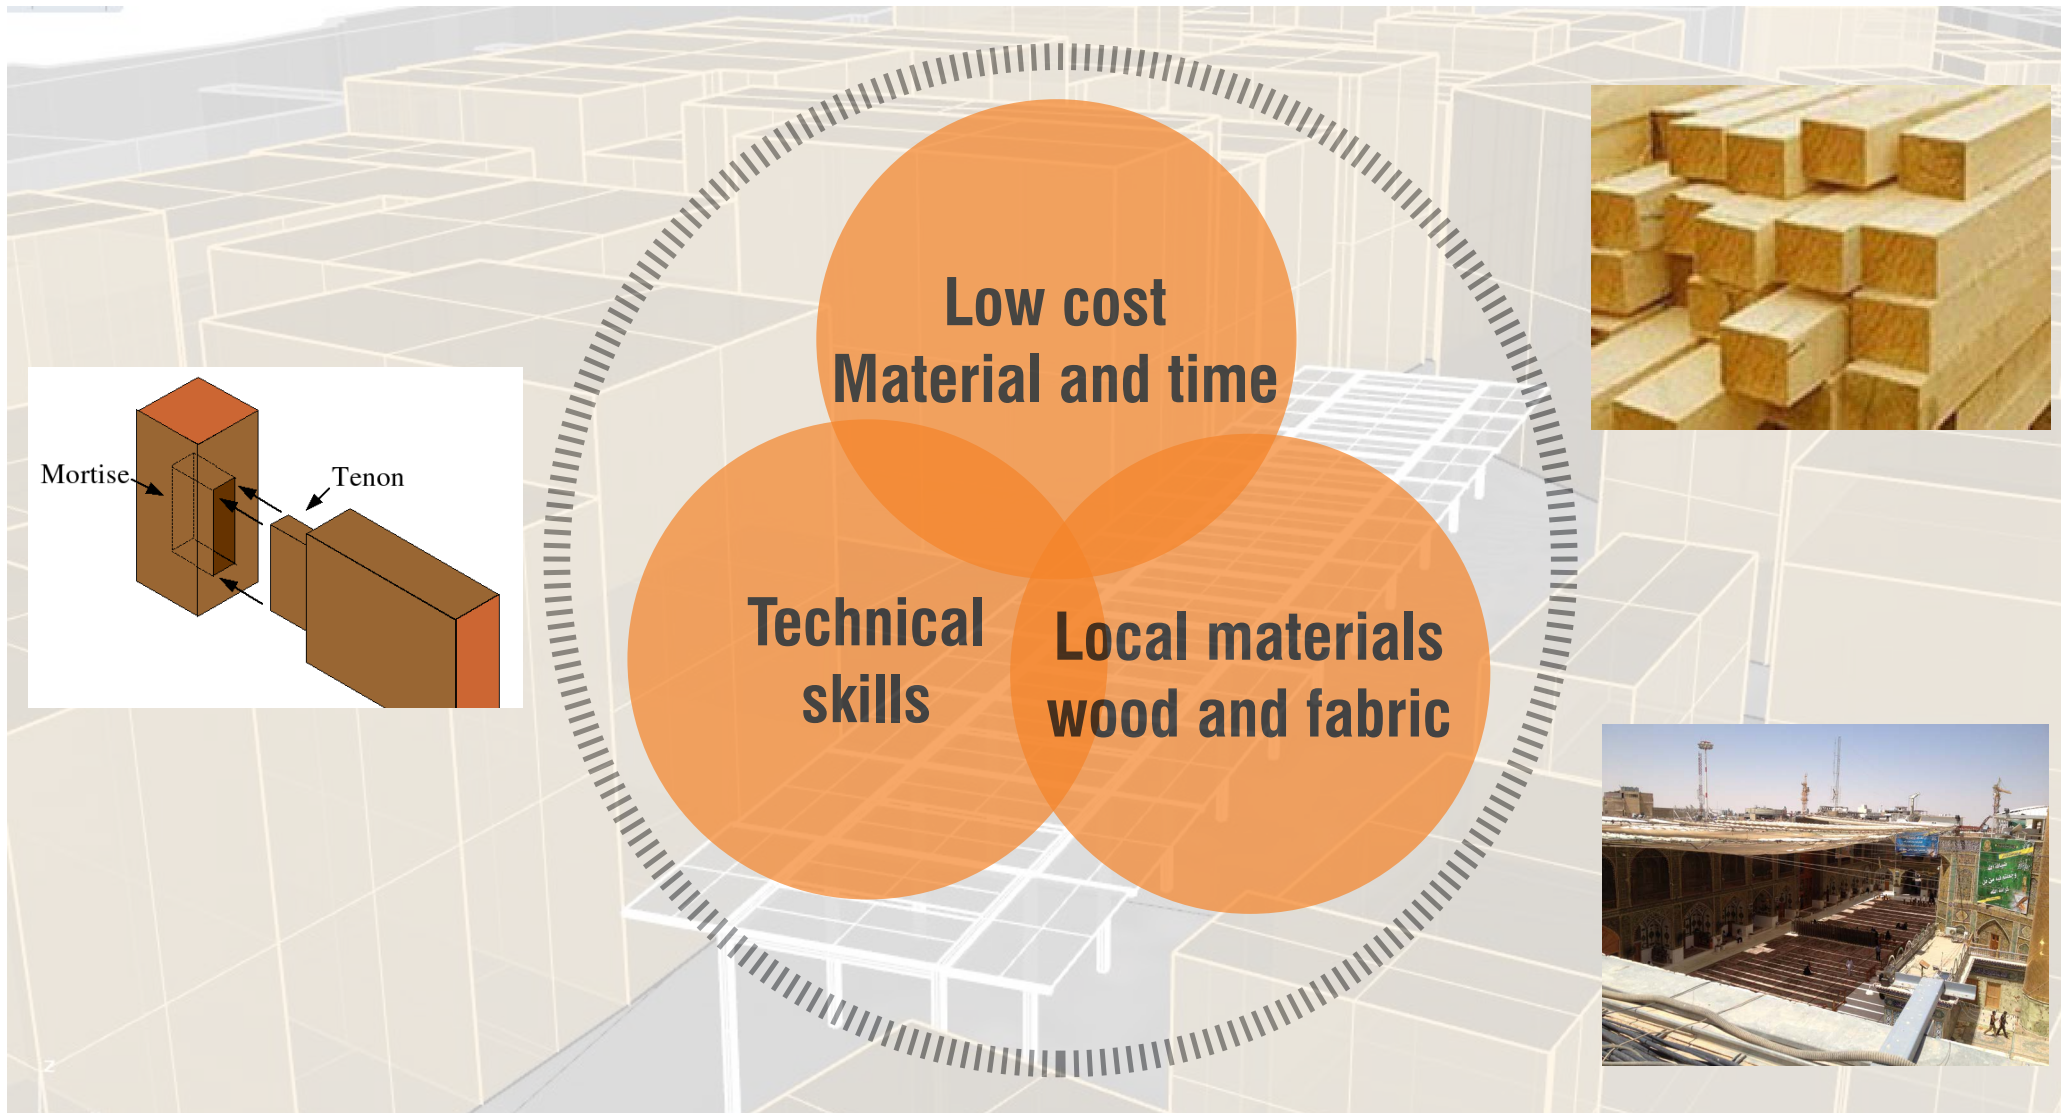 Low cost
Material and time
Mortise
Tenon
Technical
skills
Local materials
wood and fabric
z